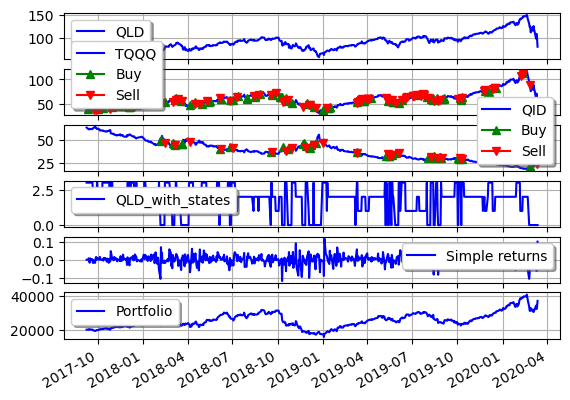 150
100
QLD
TQQQ
Buy
Sell
100
50
QID
Buy
Sell
50
25
2.5
0.0
QLD_with_states
0.1
0.0
−0.1
Simple returns
40000
20000
Portfolio
2017-10
2018-01
2018-04
2018-07
2018-10
2019-01
2019-04
2019-07
2019-10
2020-01
2020-04